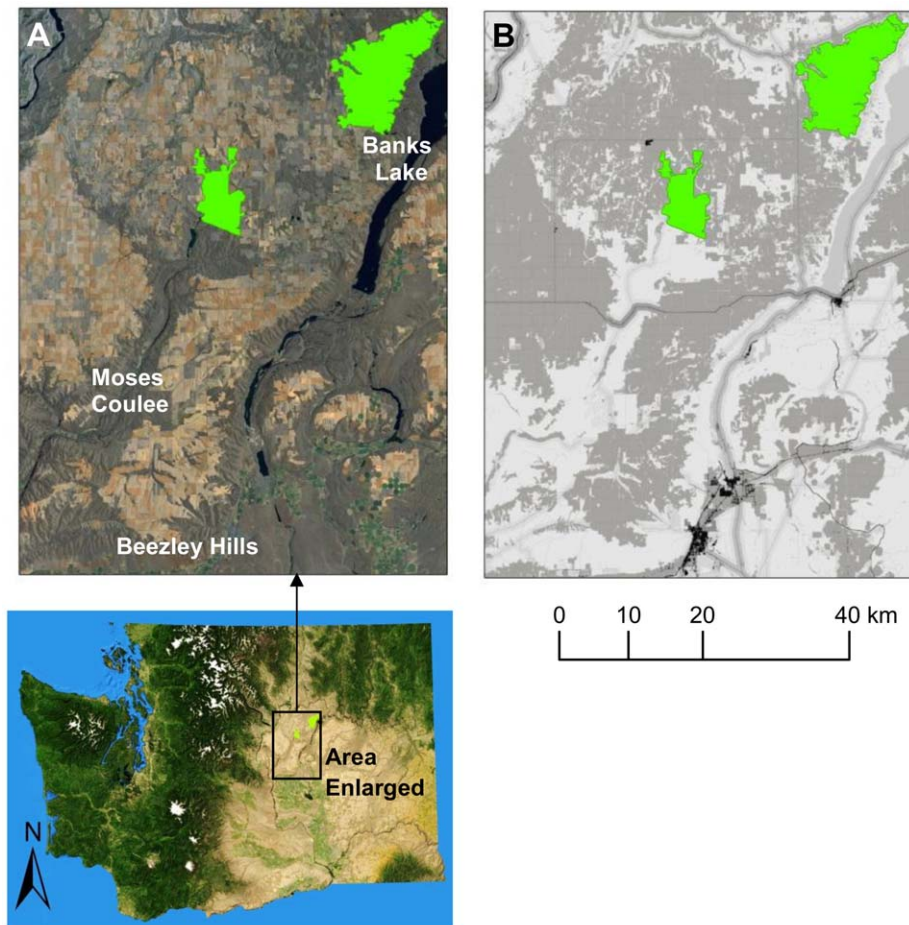 A
Banks
Lake
Moses
Coulee
Beezley Hills
B
0 10 20 40 km
Area
Enlarged
N